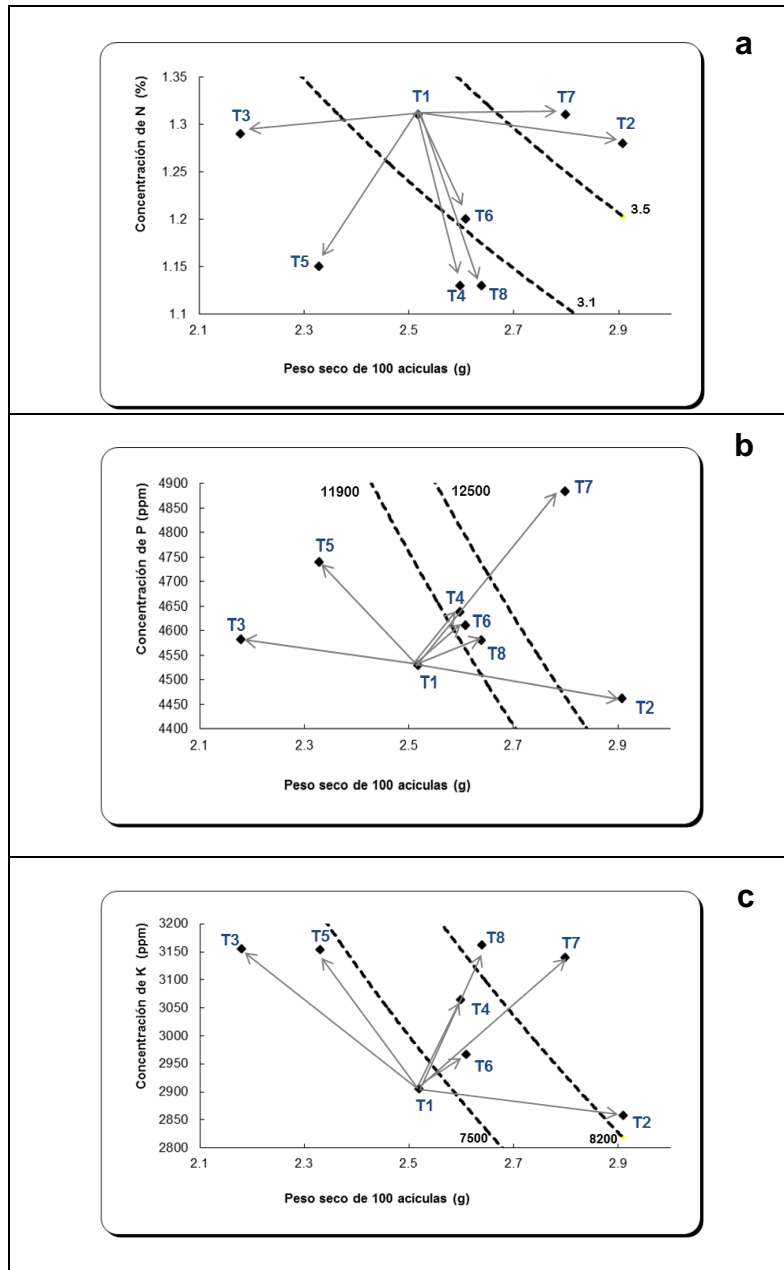 a
Concentración de N (%)
1.35
1.3
1.25
1.2
1.15
1.1
T1
T7
T3
T2
T6
3.5
T5
T4
T8
3.1
2.1 2.3 2.5 2.7 2.9
Peso seco de 100 acículas (g)
b
Concentración de P (ppm)
4900
4850
4800
4750
4700
4650
4600
4550
4500
4450
4400
11900
12500
T7
T5
T4
T3
T6
T8
T1
T2
2.1 2.3 2.5 2.7 2.9
Peso seco de 100 acículas (g)
c
Concentración de K (ppm)
3200
3150
3100
3050
3000
2950
2900
2850
2800
T3
T5
T8
T7
T4
T6
T1
T2
7500
8200
2.1 2.3 2.5 2.7 2.9
Peso seco de 100 acículas (g)